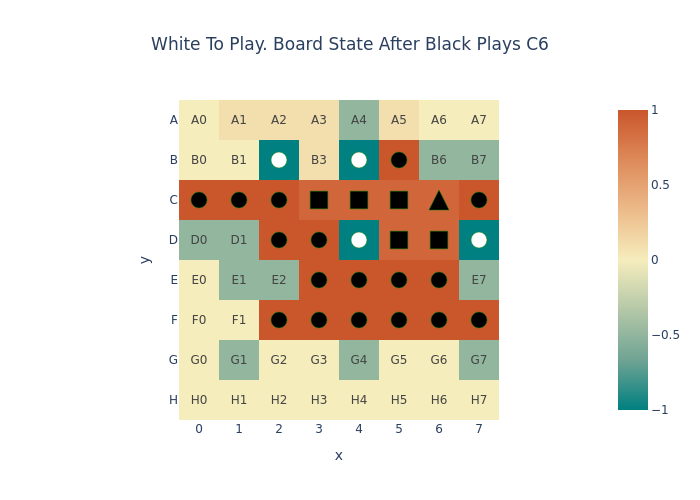 White To Play. Board State After Black Plays C6
A A0 A1 A2 A3 A4 A5 A6 A7
B B0 B1 B3 B6 B7
C
D D0 D1
E E0 E1 E2 E7
F F0 F1
G G0 G1 G2 G3 G4 G5 G6 G7
H H0 H1 H2 H3 H4 H5 H6 H7
0 1 2 3 4 5 6 7
x
y
1
0.5
0
−0.5
−1